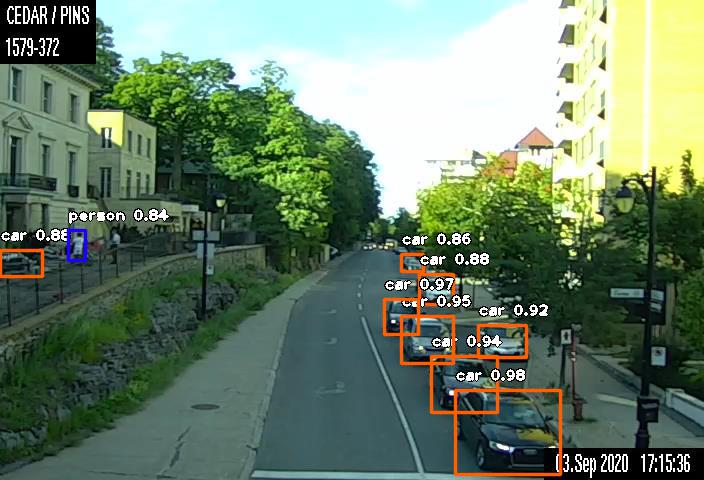 CEDAR / PINS
1579-372
person 0.84
car 0.88
car 0.86
car 0.88
car 0.97
car 0.95
car 0.92
car 0.94
car 0.98
03.Sep 2020 17:15:36